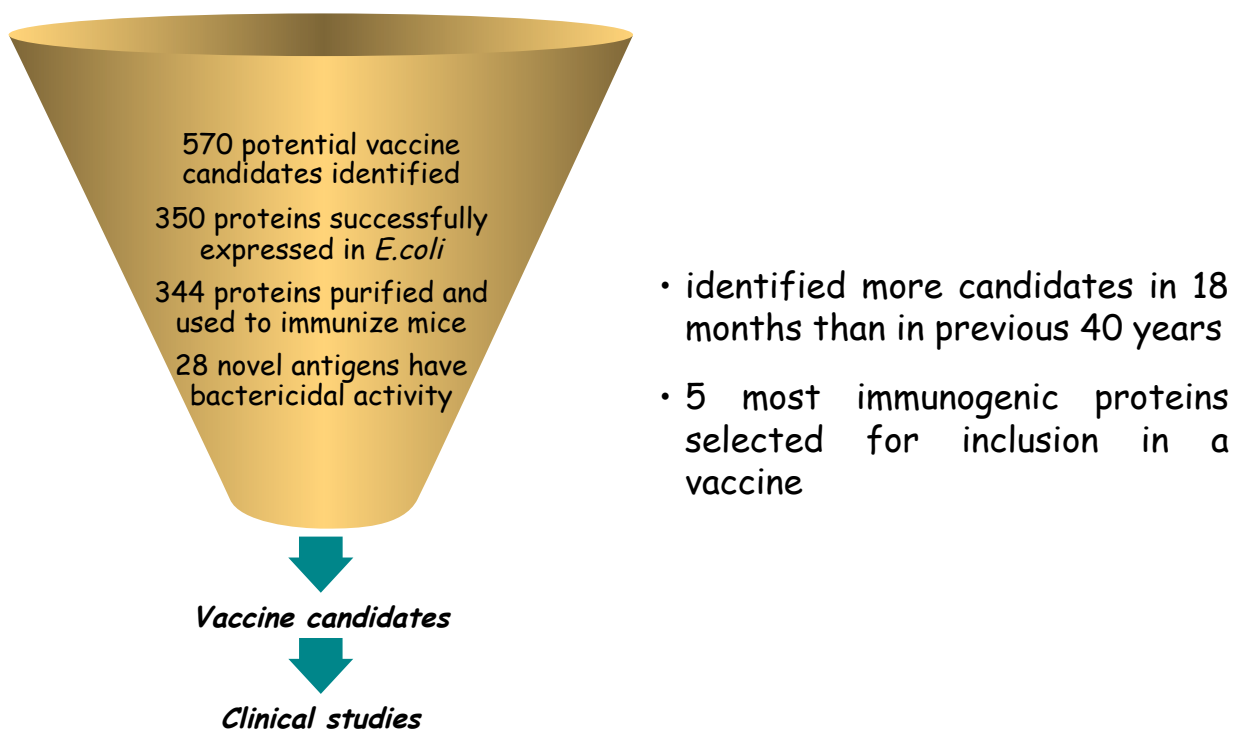 570 potential vaccine
candidates identified
350 proteins successfully
expressed in E.coli
344 proteins purified and
used to immunize mice
28 novel antigens have
bactericidal activity
Vaccine candidates
Clinical studies
• identified more candidates in 18
months than in previous 40 years
• 5 most immunogenic proteins
selected for inclusion in a
vaccine